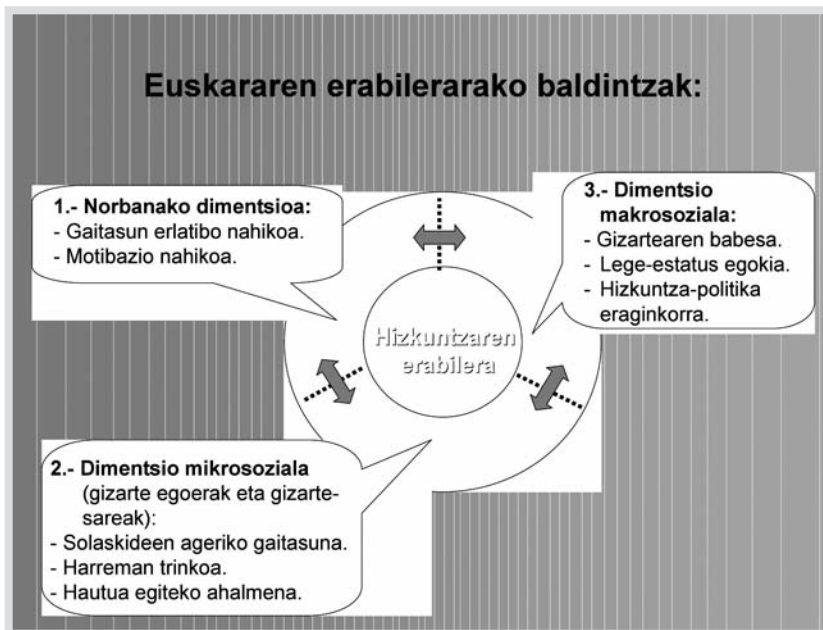 Euskararen erabilerarako baldintzak:
1.- Norbanako dimentsioa:
- Gaitasun erlatibo nahikoa.
- Motibazio nahikoa.
3.- Dimentsio
makrosoziala:
- Gizartearen babesa.
- Lege-estatus egokia.
- Hizkuntza-politika
eraginkorra.
Hizkuntzaren
erabilera
2.- Dimentsio mikrosoziala
(gizarte egoerak eta gizarte-
sareak):
- Solaskideen ageriko gaitasuna.
- Harreman trinkoa.
- Hautua egiteko ahalmena.